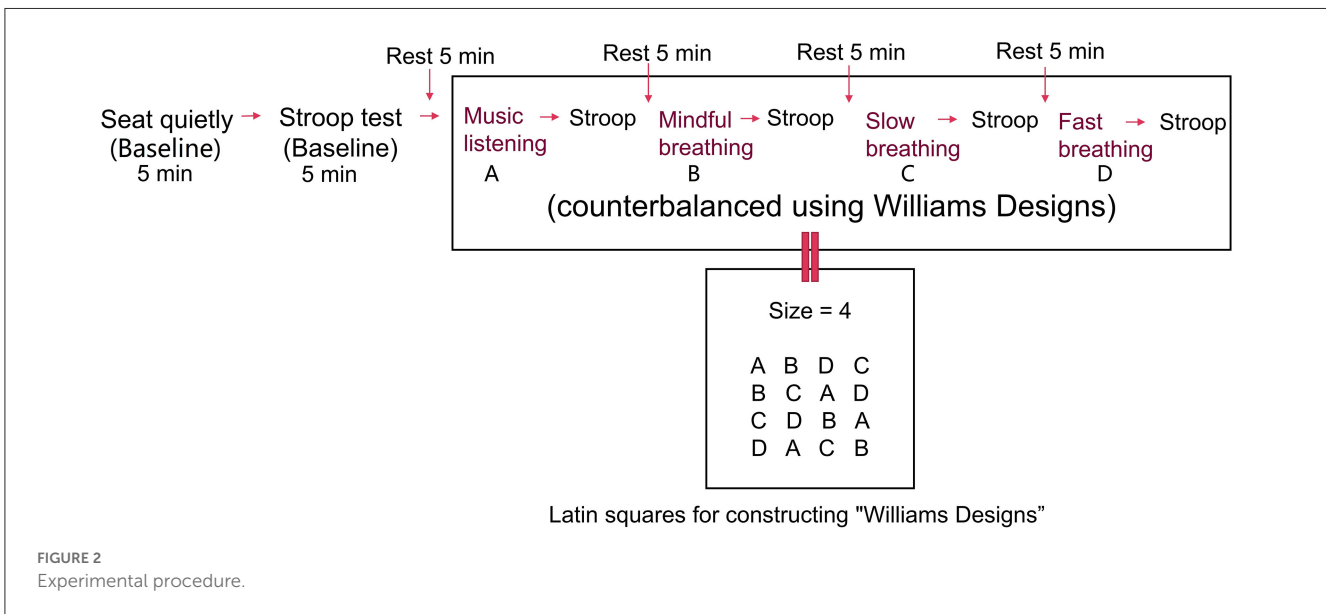 Rest 5 min
Rest 5 min
Rest 5 min
Rest 5 min
Seat quietly
(Baseline)
5 min
Stroop test
(Baseline)
5 min
Music
listening
A
Stroop
Mindful
breathing
B
Stroop
Slow
breathing
C
Stroop
Fast
breathing
D
Stroop
(counterbalanced using Williams Designs)
Size = 4
A B D C
B C A D
C D B A
D A C B
Latin squares for constructing "Williams Designs”
FIGURE 2
Experimental procedure.